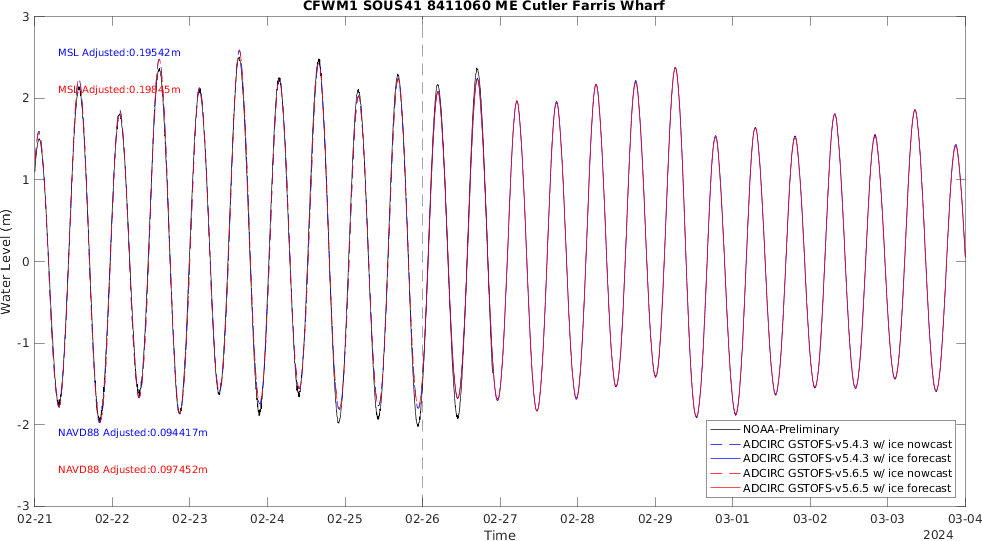 CFWM1 SOUS41 8411060 ME Cutler Farris Wharf
3
2
1
0
-1
-2
-3
Water Level (m)
MSL Adjusted:0.19542m
MSL Adjusted:0.19845m
NAVD88 Adjusted:0.094417m
NAVD88 Adjusted:0.097452m
NOAA-Preliminary
ADCIRC GSTOFS-v5.4.3 w/ ice nowcast
ADCIRC GSTOFS-v5.4.3 w/ ice forecast
ADCIRC GSTOFS-v5.6.5 w/ ice nowcast
ADCIRC GSTOFS-v5.6.5 w/ ice forecast
02-21 02-22 02-23 02-24 02-25 02-26 02-27 02-28 02-29 03-01 03-02 03-03 03-04
Time
2024